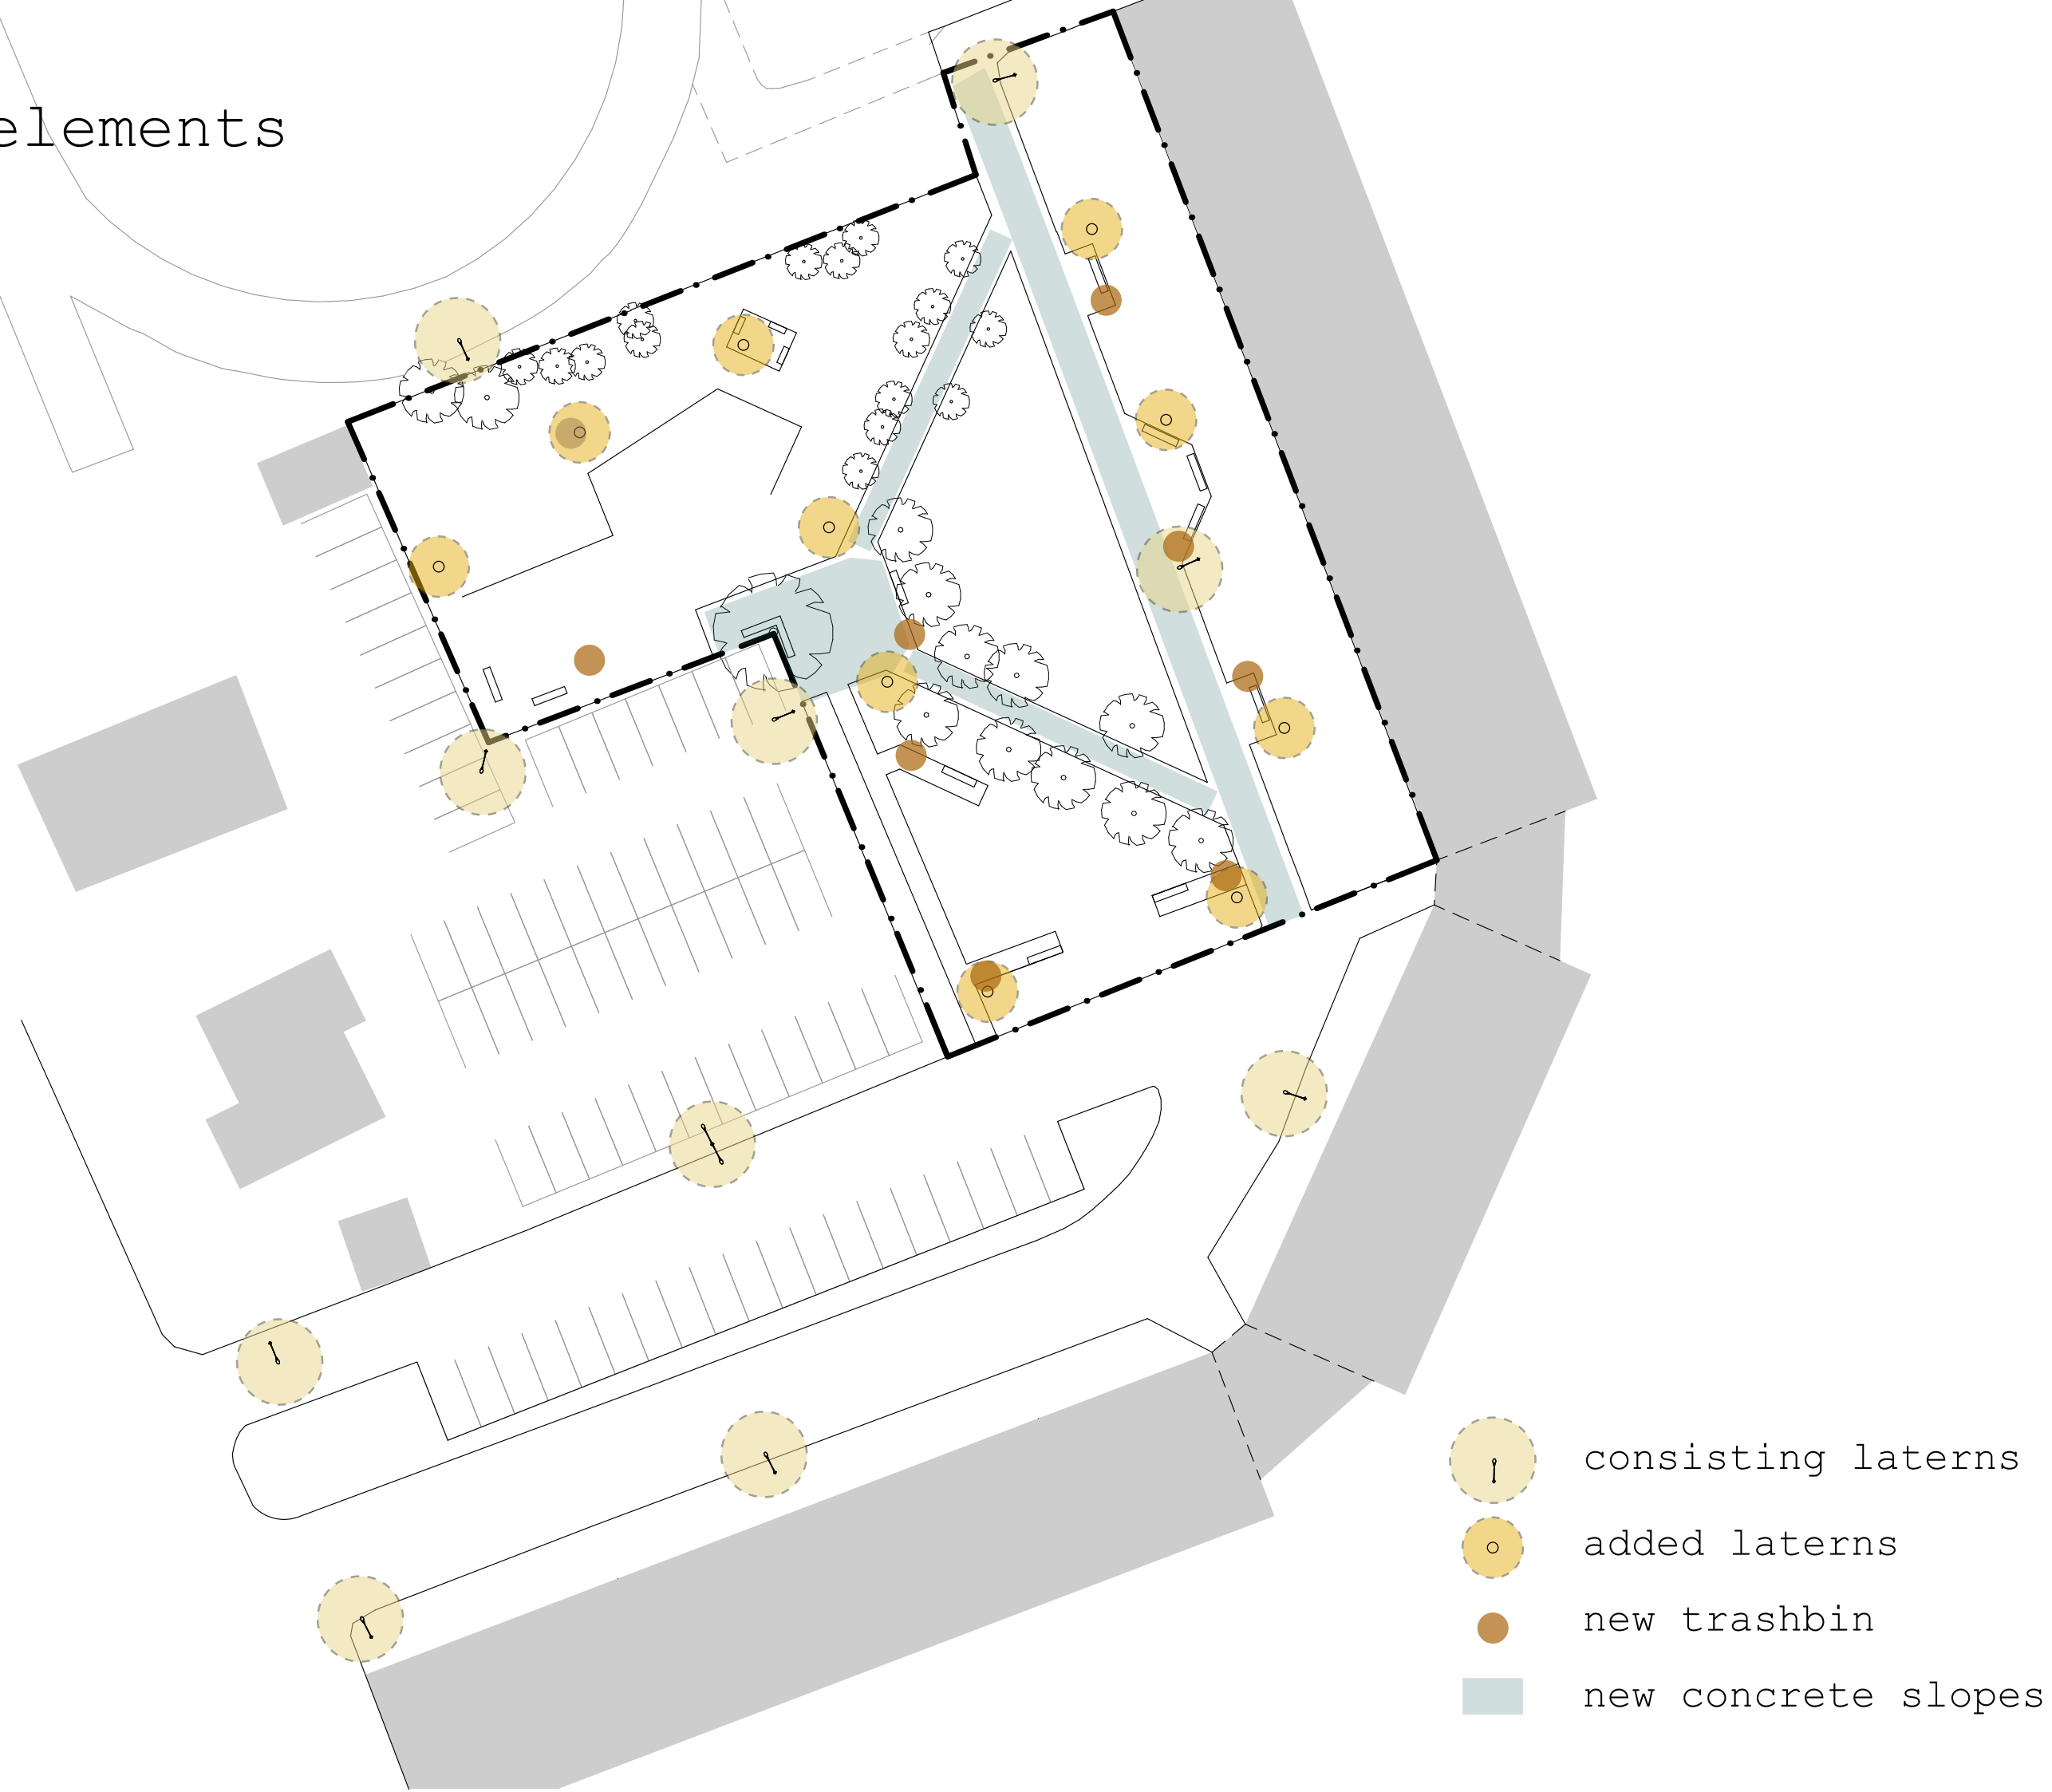 elements
consisting laterns
added laterns
new trashbin
new concrete slopes